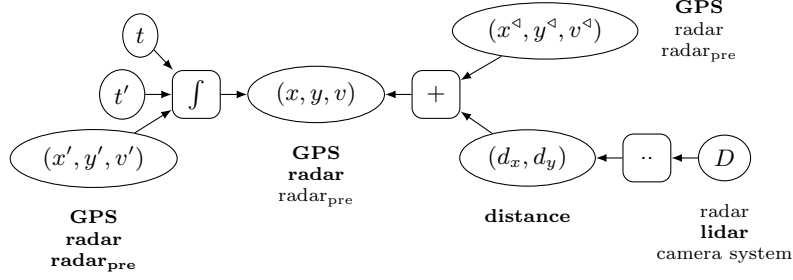 t
t′
(x′, y′, v′)
GPS
radar
radar_pre
∫
(x, y, v)
GPS
radar
radar_pre
+
(x^◁, y^◁, v^◁)
GPS
radar
radar_pre
(d_x, d_y)
distance
··
D
radar
lidar
camera system